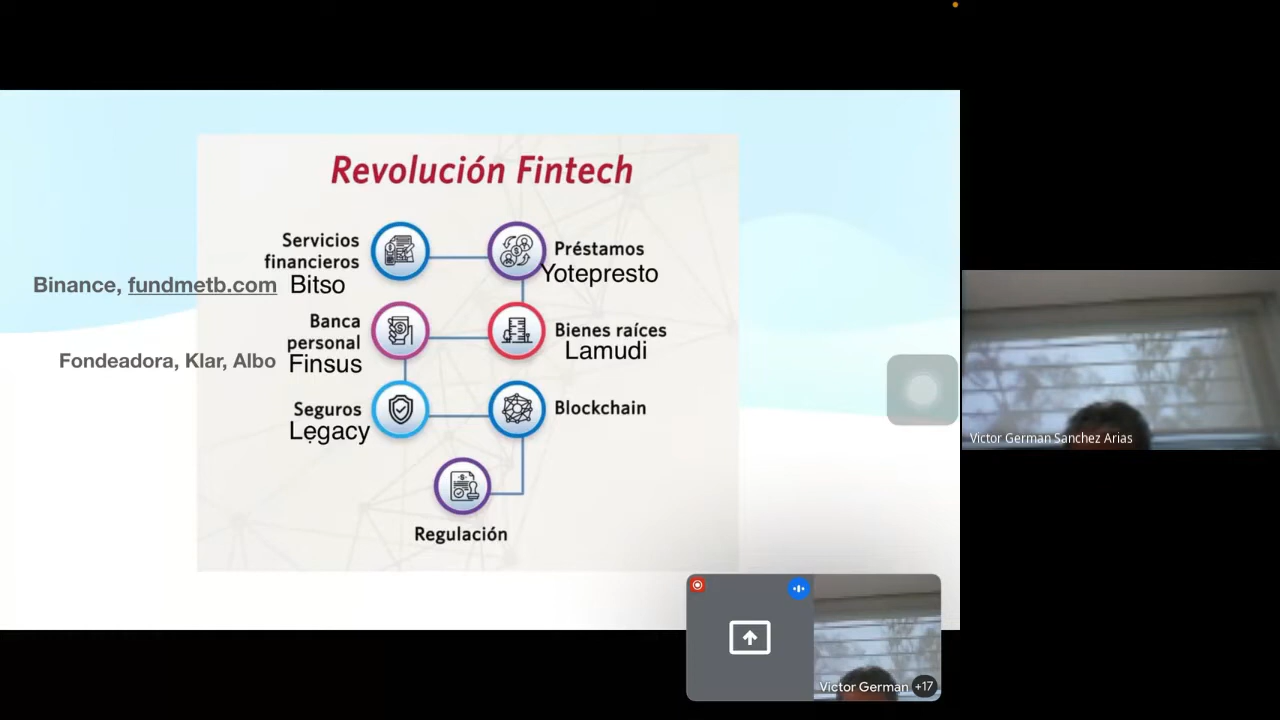 Revolución Fintech
Servicios
financieros
Binance, fundmetb.com Bitso
Préstamos
Yotepresto
Banca
personal
Fondeadora, Klar, Albo Finsus
Bienes raíces
Lamudi
Seguros
Legacy
Blockchain
Regulación
Victor German Sanchez Arias
Victor German +17